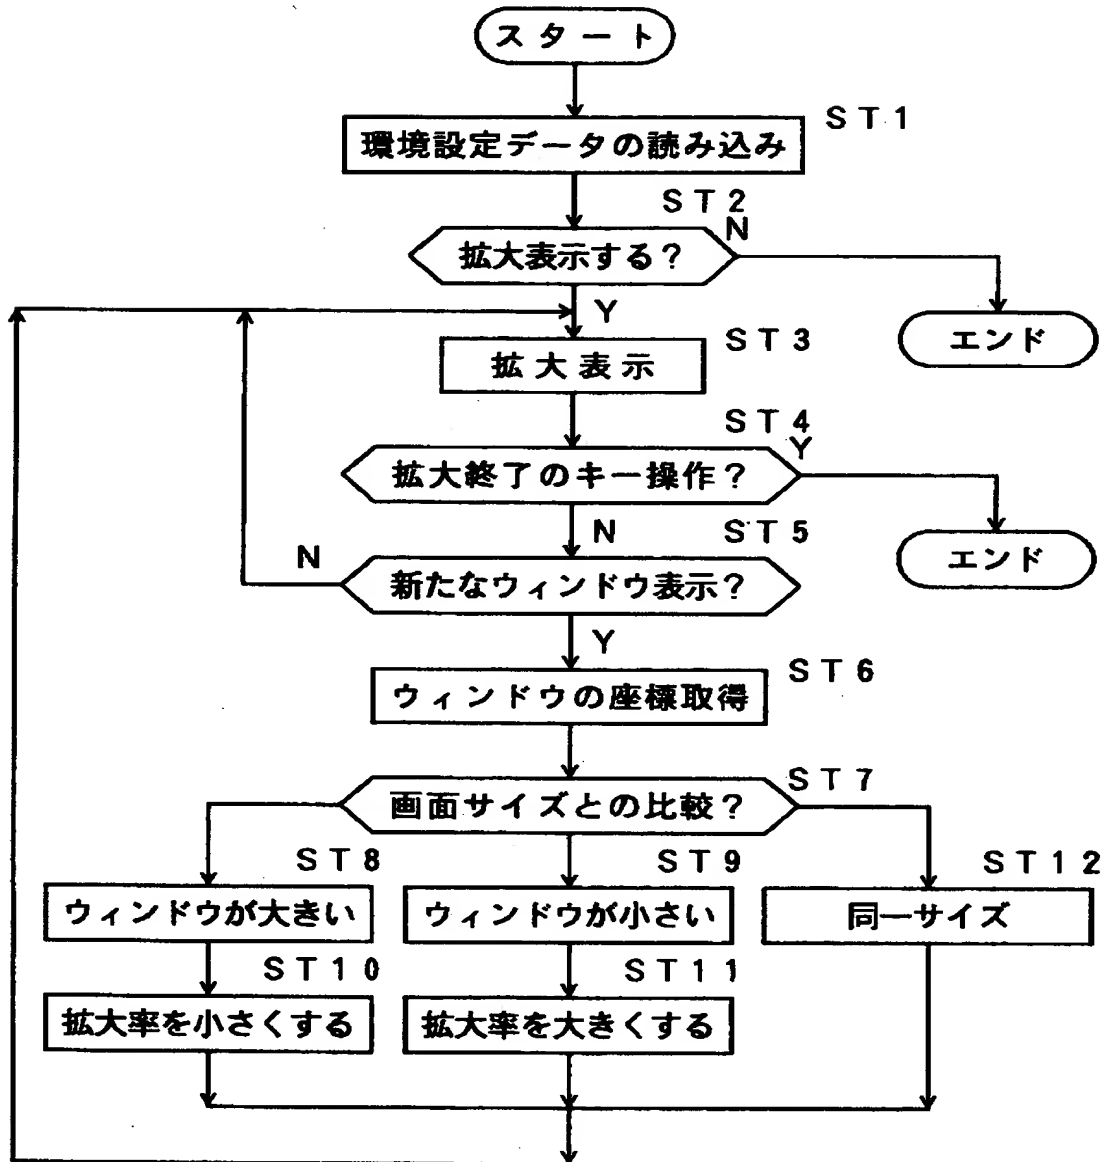 スタート
ST1
環境設定データの読み込み
ST2
拡大表示する?
N
Y
エンド
ST3
拡大表示
ST4
拡大終了のキー操作?
Y
N
エンド
ST5
新たなウィンドウ表示?
N
Y
ST6
ウィンドウの座標取得
ST7
画面サイズとの比較?
ST8
ウィンドウが大きい
ST9
ウィンドウが小さい
ST12
同一サイズ
ST10
拡大率を小さくする
ST11
拡大率を大きくする